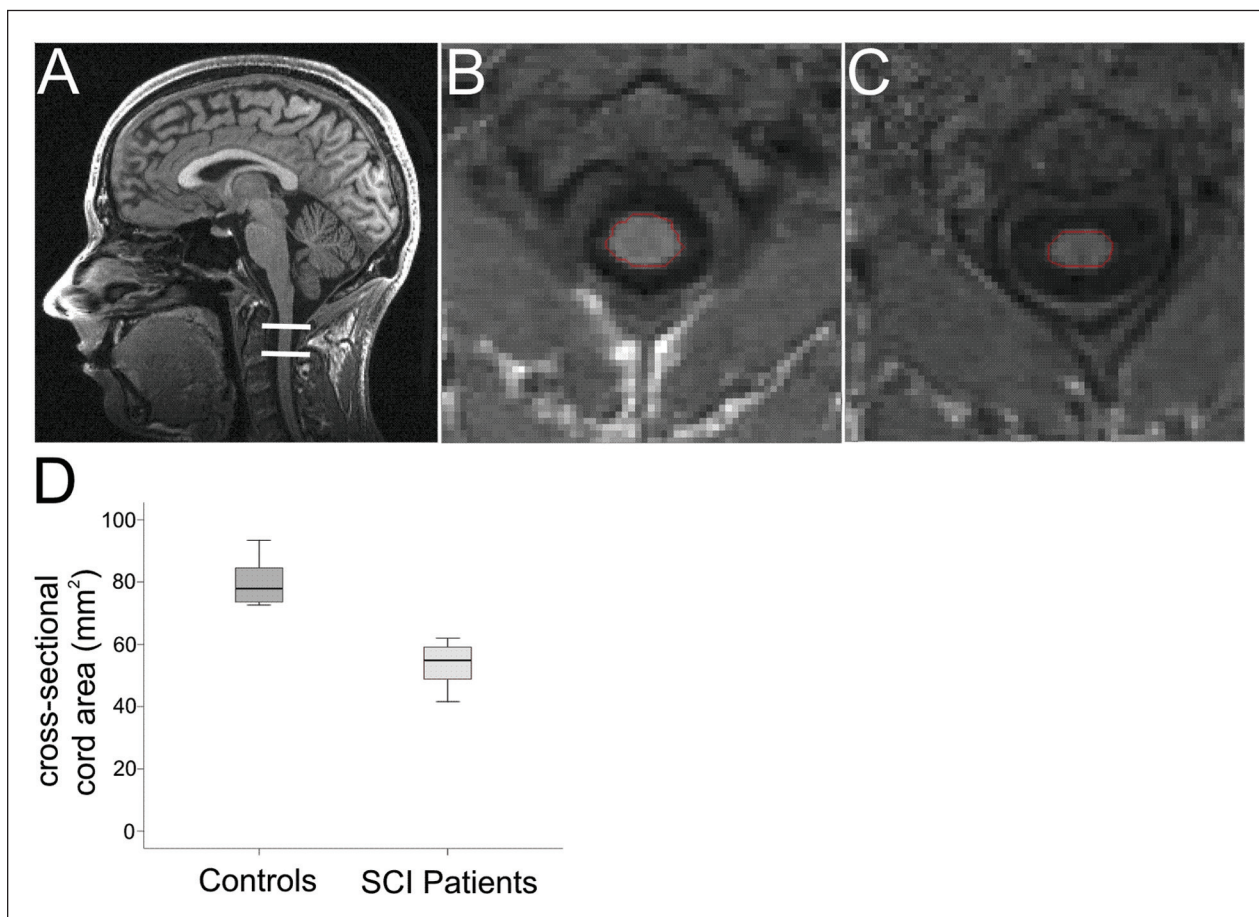 A
B
C
D
cross-sectional
cord area (mm²)
100
80
60
40
20
0
Controls
SCI Patients